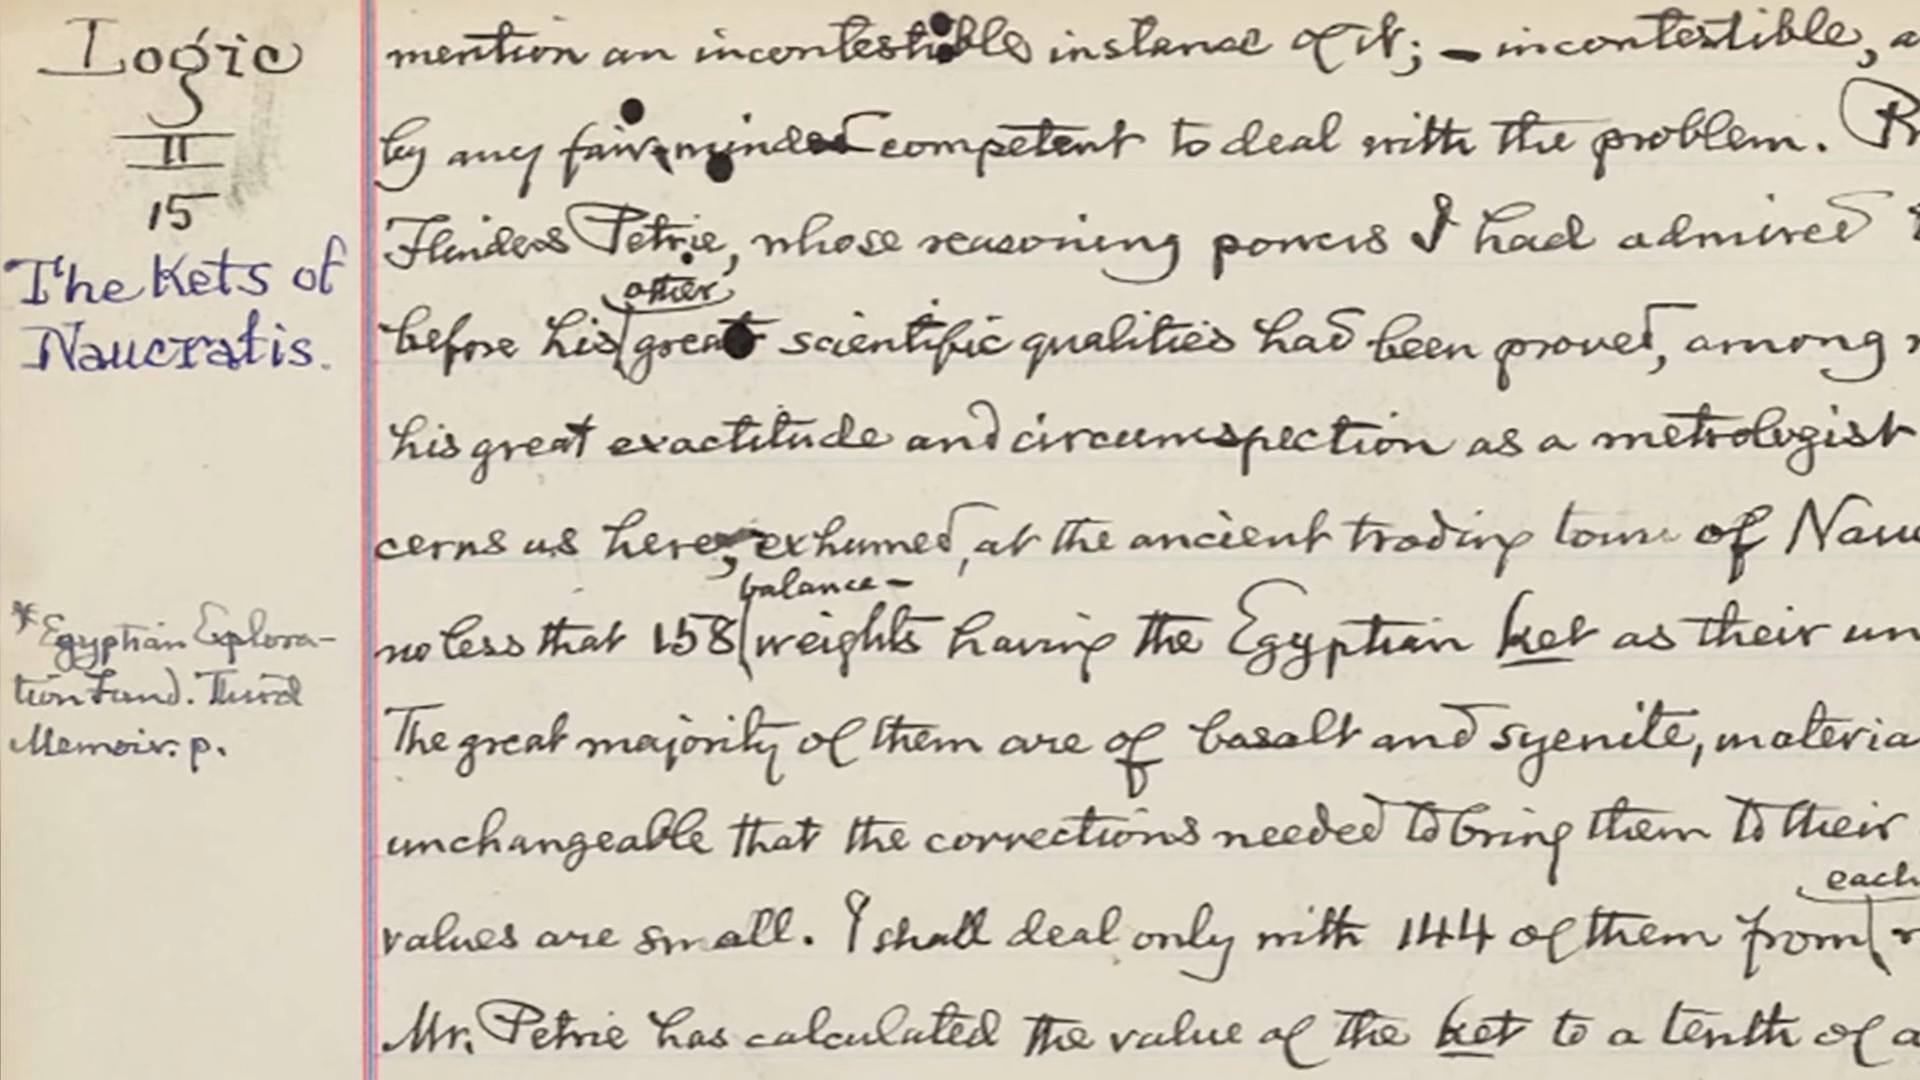 Logic
II
15
The Kets of
Naucratis.
* Egyptian Explora-
tion Fund. Third
Memoir. p.
mention an incontestible instance of it; – incontestible,
by any fair minded competent to deal with the problem.
Flinders Petrie, whose reasoning powers I had admired
other
before his great scientific qualities had been proved, among
his great exactitude and circumspection as a metrologist
cerns us here, exhumed, at the ancient trading town of Nau
balance-
no less that 158 weights having the Egyptian ket as their un
The great majority of them are of basalt and syenite, materia
unchangeable that the corrections needed to bring them to their
each
values are small. I shall deal only with 144 of them from
Mr. Petrie has calculated the value of the ket to a tenth of a